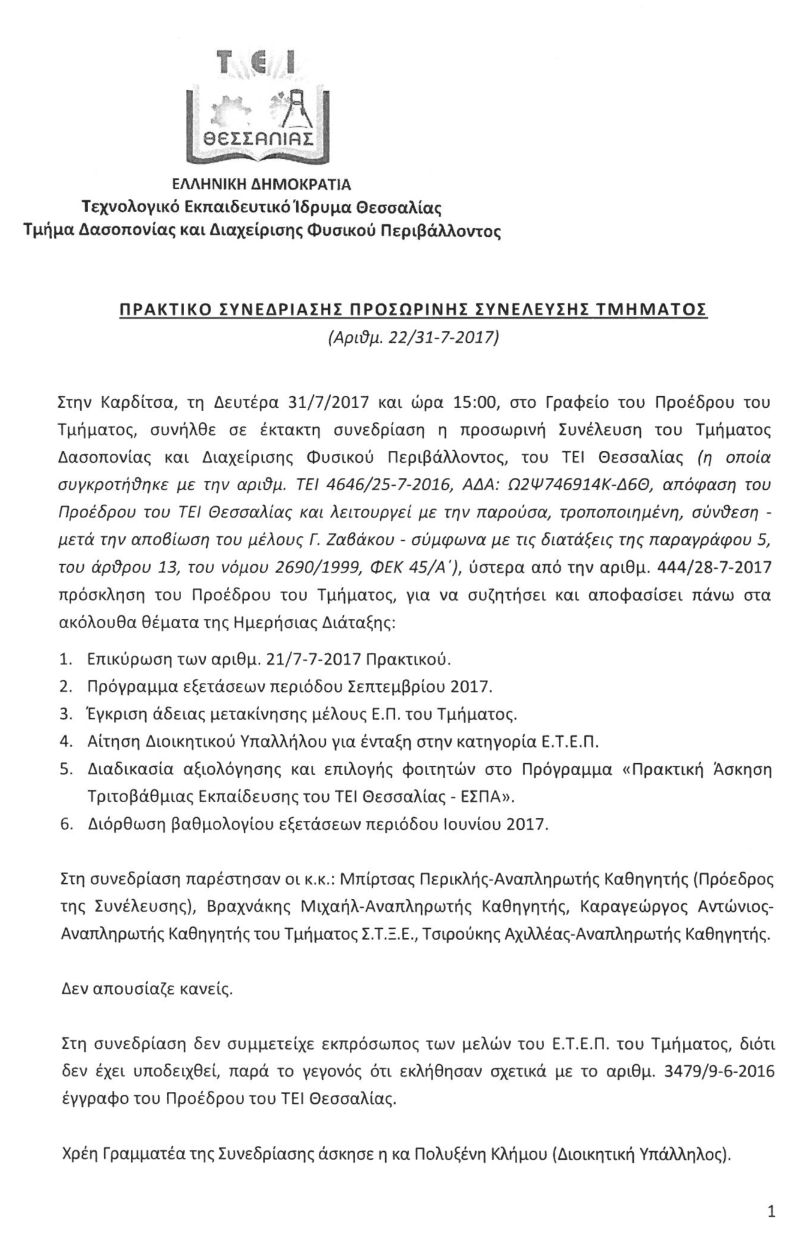 ΤΕΙ
ΘΕΣΣΑΛΙΑΣ
ΕΛΛΗΝΙΚΗ ΔΗΜΟΚΡΑΤΙΑ
Τεχνολογικό Εκπαιδευτικό Ίδρυμα Θεσσαλίας
Τμήμα Δασοπονίας και Διαχείρισης Φυσικού Περιβάλλοντος
ΠΡΑΚΤΙΚΟ ΣΥΝΕΔΡΙΑΣΗΣ ΠΡΟΣΩΡΙΝΗΣ ΣΥΝΕΛΕΥΣΗΣ ΤΜΗΜΑΤΟΣ
(Αριθμ. 22/31-7-2017)
Στην Καρδίτσα, τη Δευτέρα 31/7/2017 και ώρα 15:00, στο Γραφείο του Προέδρου του
Τμήματος, συνήλθε σε έκτακτη συνεδρίαση η προσωρινή Συνέλευση του Τμήματος
Δασοπονίας και Διαχείρισης Φυσικού Περιβάλλοντος, του ΤΕΙ Θεσσαλίας (η οποία
συγκροτήθηκε με την αριθμ. ΤΕΙ 4646/25-7-2016, ΑΔΑ: Ω2Ψ746914Κ-Δ6Θ, απόφαση του
Προέδρου του ΤΕΙ Θεσσαλίας και λειτουργεί με την παρούσα, τροποποιημένη, σύνθεση -
μετά την αποβίωση του μέλους Γ. Ζαβάκου - σύμφωνα με τις διατάξεις της παραγράφου 5,
του άρθρου 13, του νόμου 2690/1999, ΦΕΚ 45/Α΄), ύστερα από την αριθμ. 444/28-7-2017
πρόσκληση του Προέδρου του Τμήματος, για να συζητήσει και αποφασίσει πάνω στα
ακόλουθα θέματα της Ημερήσιας Διάταξης:
1. Επικύρωση των αριθμ. 21/7-7-2017 Πρακτικού.
2. Πρόγραμμα εξετάσεων περιόδου Σεπτεμβρίου 2017.
3. Έγκριση άδειας μετακίνησης μέλους Ε.Π. του Τμήματος.
4. Αίτηση Διοικητικού Υπαλλήλου για ένταξη στην κατηγορία Ε.Τ.Ε.Π.
5. Διαδικασία αξιολόγησης και επιλογής φοιτητών στο Πρόγραμμα «Πρακτική Άσκηση
Τριτοβάθμιας Εκπαίδευσης του ΤΕΙ Θεσσαλίας - ΕΣΠΑ».
6. Διόρθωση βαθμολογίου εξετάσεων περιόδου Ιουνίου 2017.
Στη συνεδρίαση παρέστησαν οι κ.κ.: Μπίρτσας Περικλής-Αναπληρωτής Καθηγητής (Πρόεδρος
της Συνέλευσης), Βραχνάκης Μιχαήλ-Αναπληρωτής Καθηγητής, Καραγεώργος Αντώνιος-
Αναπληρωτής Καθηγητής του Τμήματος Σ.Τ.Ξ.Ε., Τσιρούκης Αχιλλέας-Αναπληρωτής Καθηγητής.
Δεν απουσίαζε κανείς.
Στη συνεδρίαση δεν συμμετείχε εκπρόσωπος των μελών του Ε.Τ.Ε.Π. του Τμήματος, διότι
δεν έχει υποδειχθεί, παρά το γεγονός ότι εκλήθησαν σχετικά με το αριθμ. 3479/9-6-2016
έγγραφο του Προέδρου του ΤΕΙ Θεσσαλίας.
Χρέη Γραμματέα της Συνεδρίασης άσκησε η κα Πολυξένη Κλήμου (Διοικητική Υπάλληλος).
1